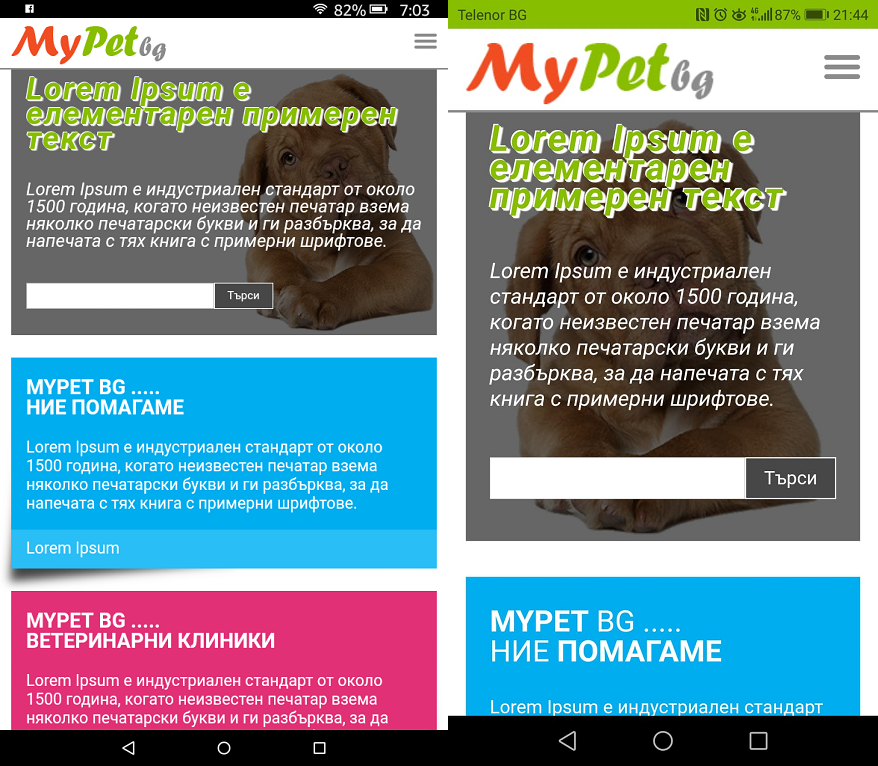 82% 7:03
MyPet bg
Lorem Ipsum е
елементарен примерен
текст
Lorem Ipsum е индустриален стандарт от около
1500 година, когато неизвестен печатар взема
няколко печатарски букви и ги разбърква, за да
напечата с тях книга с примерни шрифтове.
Търси
MYPET BG .....
НИЕ ПОМАГАМЕ
Lorem Ipsum е индустриален стандарт от около
1500 година, когато неизвестен печатар взема
няколко печатарски букви и ги разбърква, за да
напечата с тях книга с примерни шрифтове.
Lorem Ipsum
MYPET BG .....
ВЕТЕРИНАРНИ КЛИНИКИ
Lorem Ipsum е индустриален стандарт от около
1500 година, когато неизвестен печатар взема
няколко печатарски букви и ги разбърква, за да
Telenor BG 4G 87% 21:44
MyPet bg
Lorem Ipsum е
елементарен
примерен текст
Lorem Ipsum е индустриален
стандарт от около 1500 година,
когато неизвестен печатар взема
няколко печатарски букви и ги
разбърква, за да напечата с тях
книга с примерни шрифтове.
Търси
MYPET BG .....
НИЕ ПОМАГАМЕ
Lorem Ipsum е индустриален стандарт